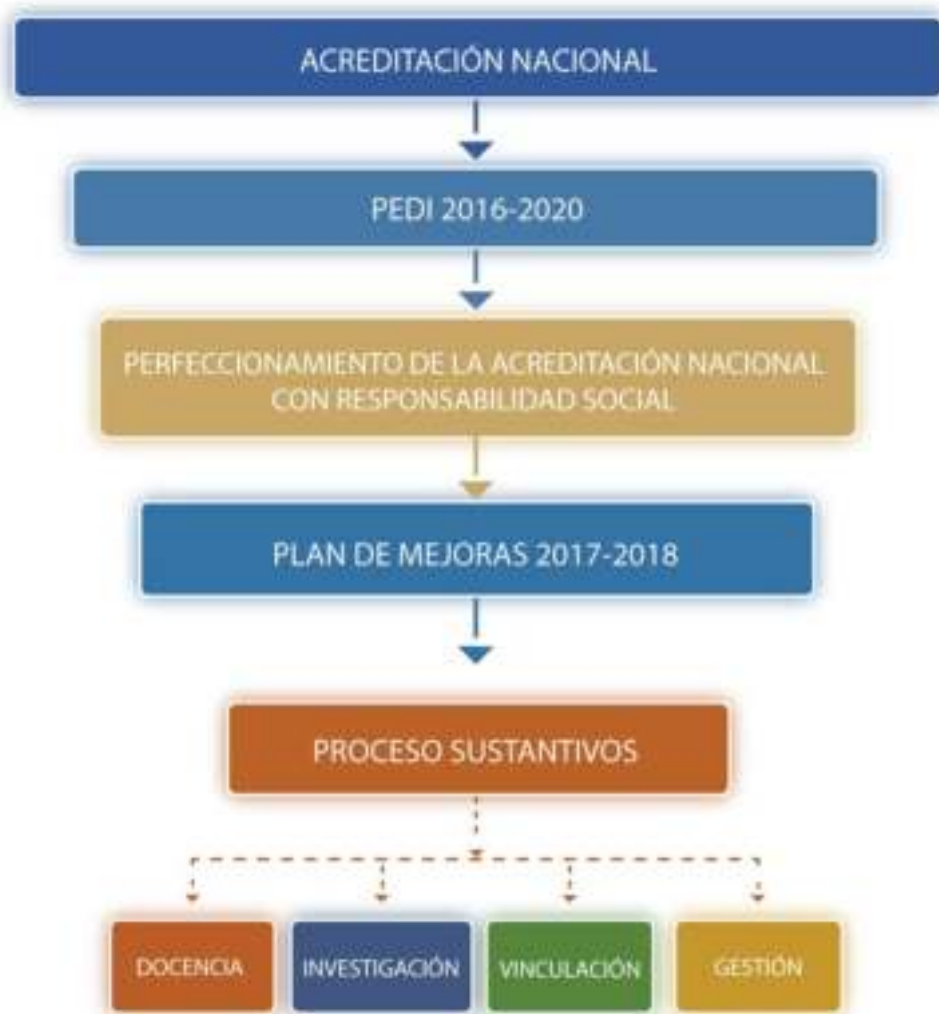 ACREDITACIÓN NACIONAL
PEDI 2016-2020
PERFECCIONAMIENTO DE LA ACREDITACIÓN NACIONAL
CON RESPONSABILIDAD SOCIAL
PLAN DE MEJORAS 2017-2018
PROCESO SUSTANTIVOS
DOCENCIA
INVESTIGACIÓN
VINCULACIÓN
GESTIÓN